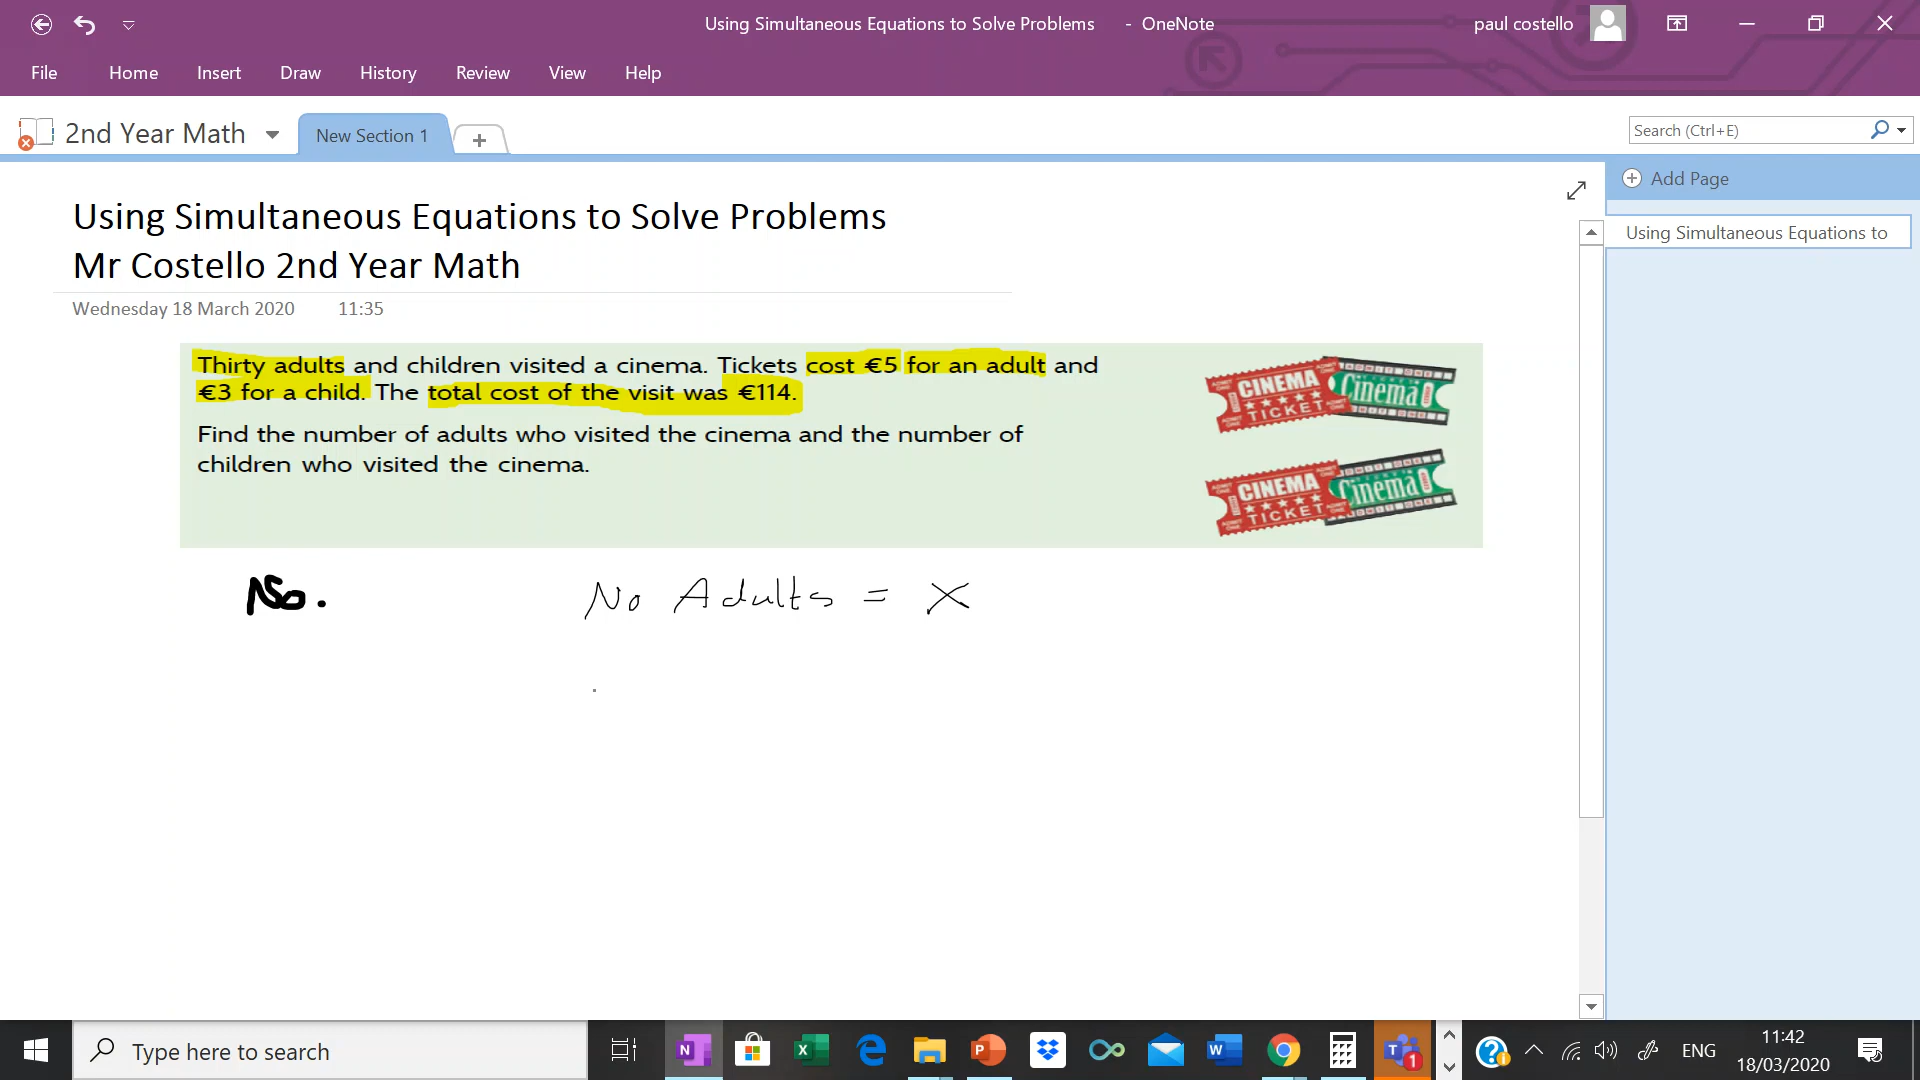 Using Simultaneous Equations to Solve Problems - OneNote
paul costello
File Home Insert Draw History Review View Help
2nd Year Math
New Section 1
+
Search (Ctrl+E)
Add Page
Using Simultaneous Equations to
Using Simultaneous Equations to Solve Problems
Mr Costello 2nd Year Math
Wednesday 18 March 2020 11:35
Thirty adults and children visited a cinema. Tickets cost €5 for an adult and
€3 for a child. The total cost of the visit was €114.
Find the number of adults who visited the cinema and the number of
children who visited the cinema.
CINEMA
TICKET
Cinema
CINEMA
TICKET
Cinema
No. No Adults = X
Type here to search
ENG
11:42
18/03/2020